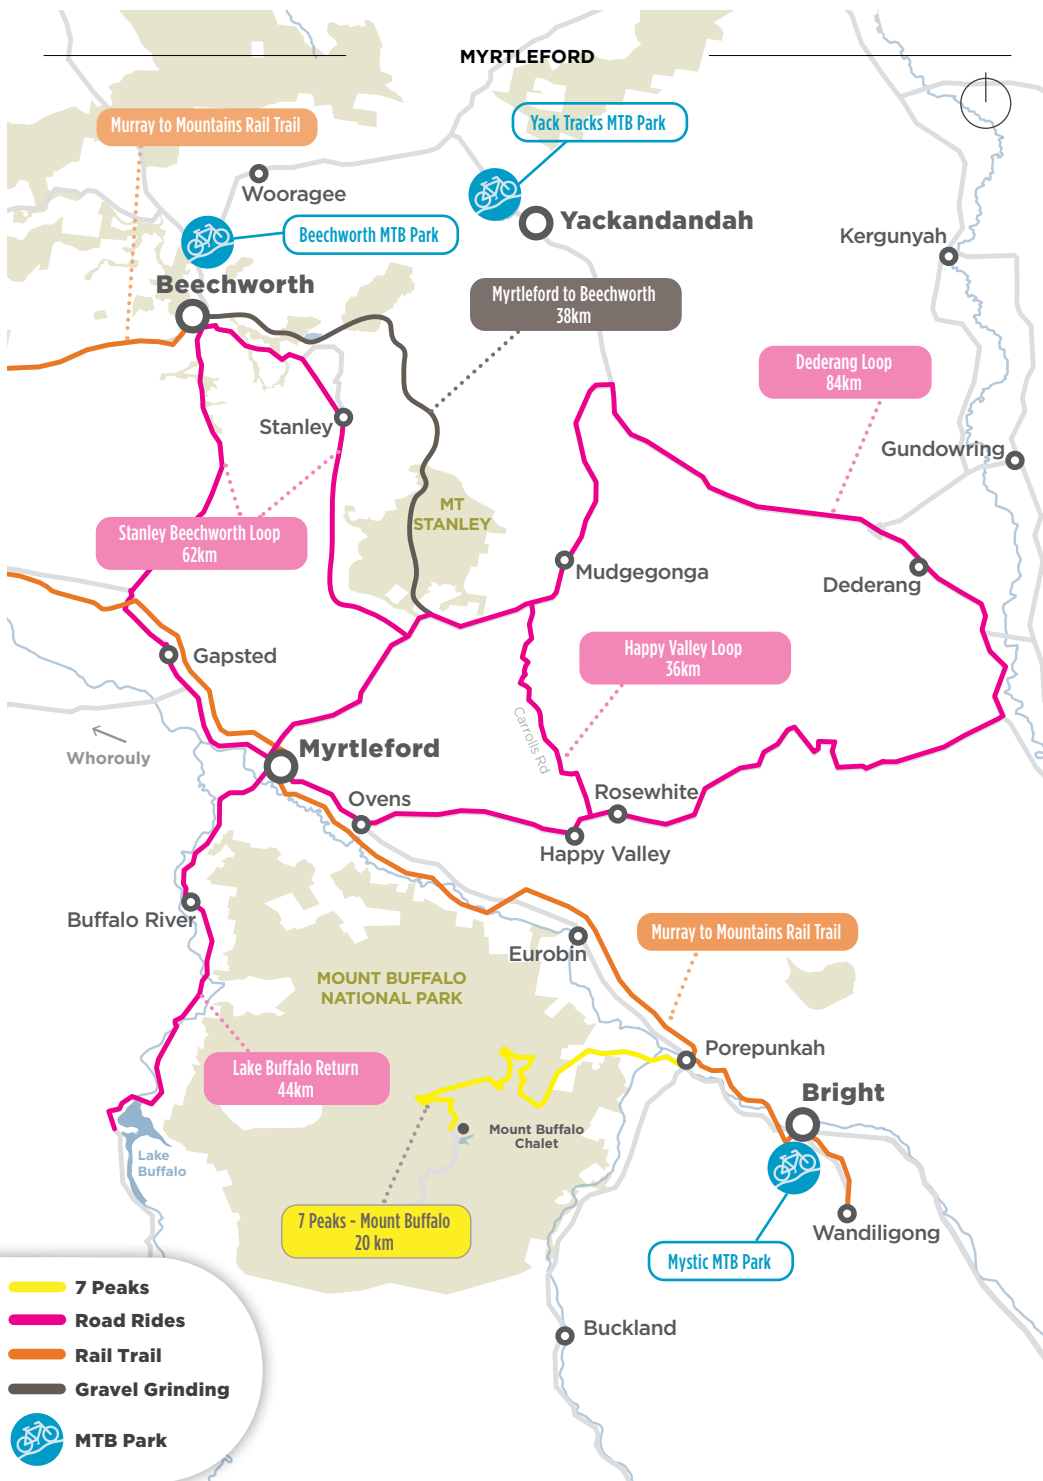 MYRTLEFORD
Murray to Mountains Rail Trail
Yack Tracks MTB Park
Wooragee
Yackandandah
Beechworth MTB Park
Kergunyah
Beechworth
Myrtleford to Beechworth
38km
Dederang Loop
84km
Stanley
Gundowring
MT
STANLEY
Stanley Beechworth Loop
62km
Mudgegonga
Dederang
Happy Valley Loop
36km
Gapsted
Carrolls Rd
Whorouly
Myrtleford
Ovens
Rosewhite
Happy Valley
Buffalo River
Eurobin
Murray to Mountains Rail Trail
MOUNT BUFFALO
NATIONAL PARK
Porepunkah
Lake Buffalo Return
44km
Bright
Mount Buffalo
Chalet
Lake
Buffalo
7 Peaks - Mount Buffalo
20 km
Wandiligong
Mystic MTB Park
Buckland
7 Peaks
Road Rides
Rail Trail
Gravel Grinding
MTB Park